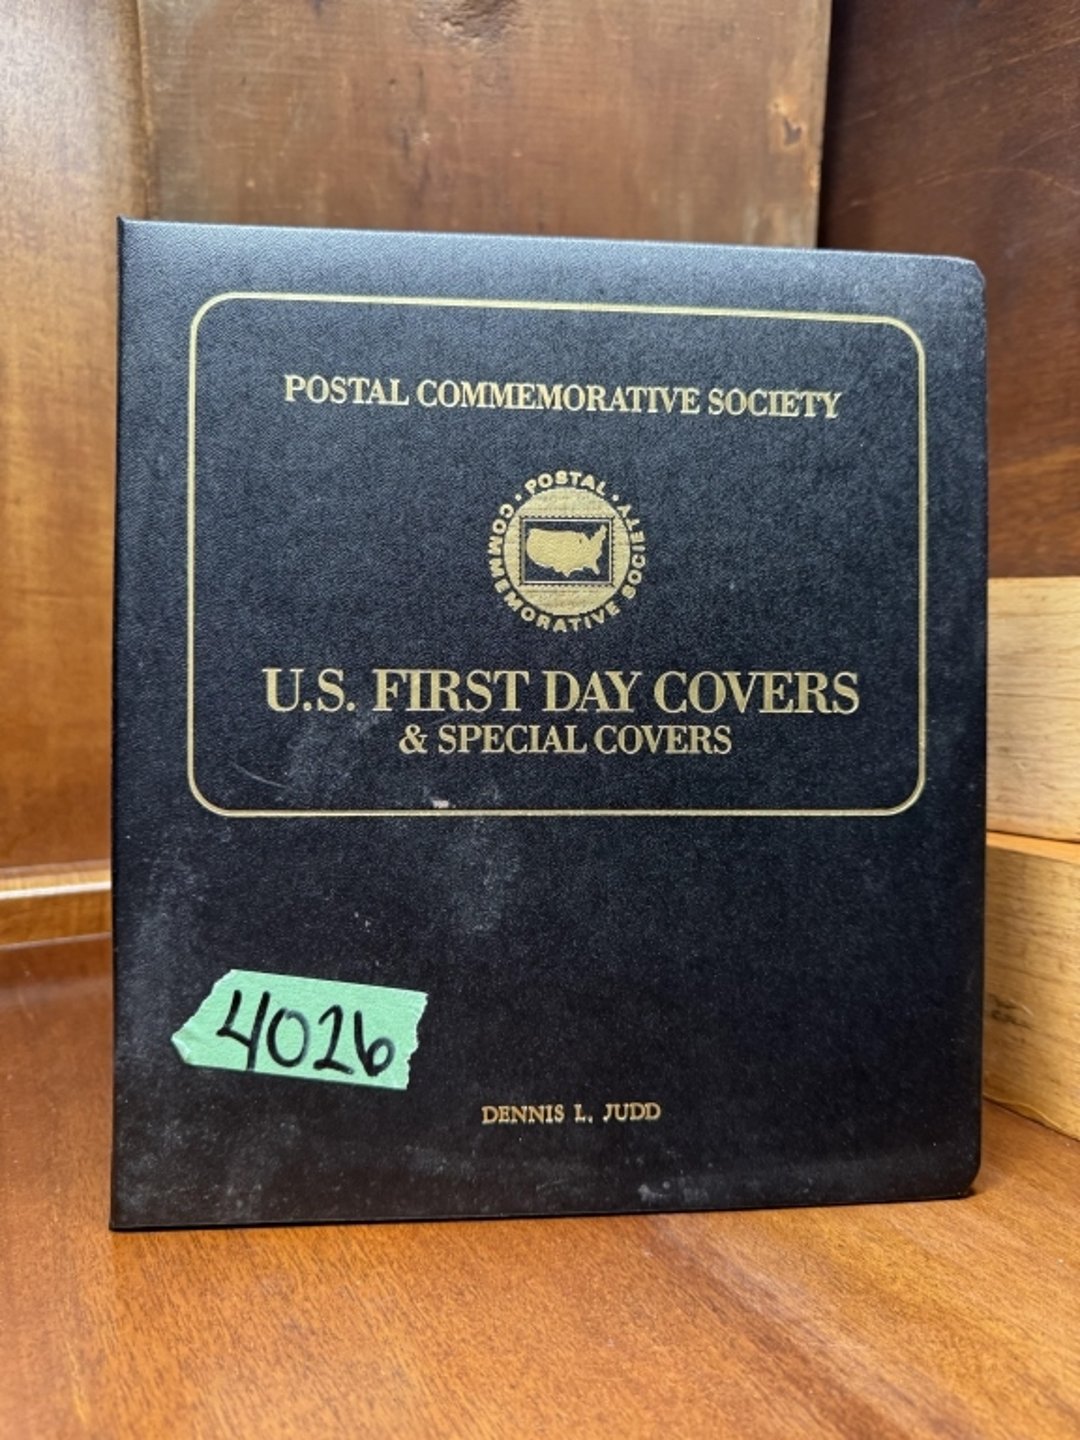 POSTAL COMMEMORATIVE SOCIETY
· POSTAL · COMMEMORATIVE SOCIETY
U.S. FIRST DAY COVERS
& SPECIAL COVERS
4026
DENNIS L. JUDD